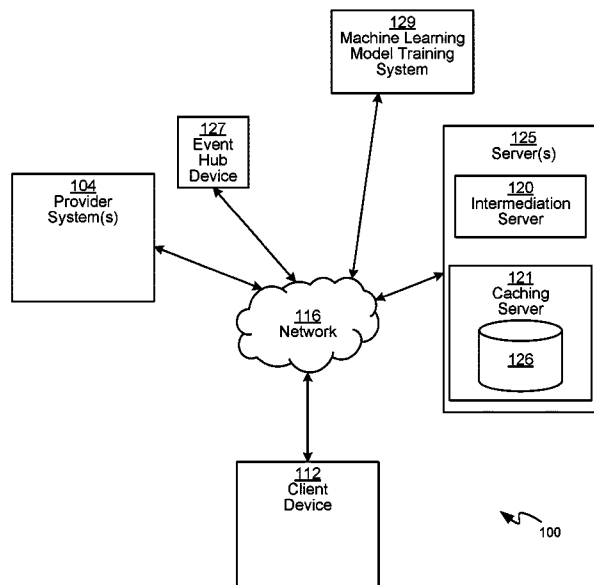 129
Machine Learning
Model Training
System
127
Event
Hub
Device
125
Server(s)
104
Provider
System(s)
120
Intermediation
Server
121
Caching
Server
126
116
Network
112
Client
Device
100